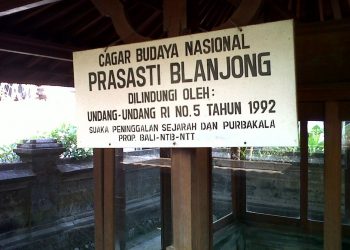 CAGAR BUDAYA NASIONAL
PRASASTI BLANJONG
DILINDUNGI OLEH:
UNDANG-UNDANG RI NO.5 TAHUN 1992
SUAKA PENINGGALAN SEJARAH DAN PURBAKALA
PROP. BALI-NTB-NTT